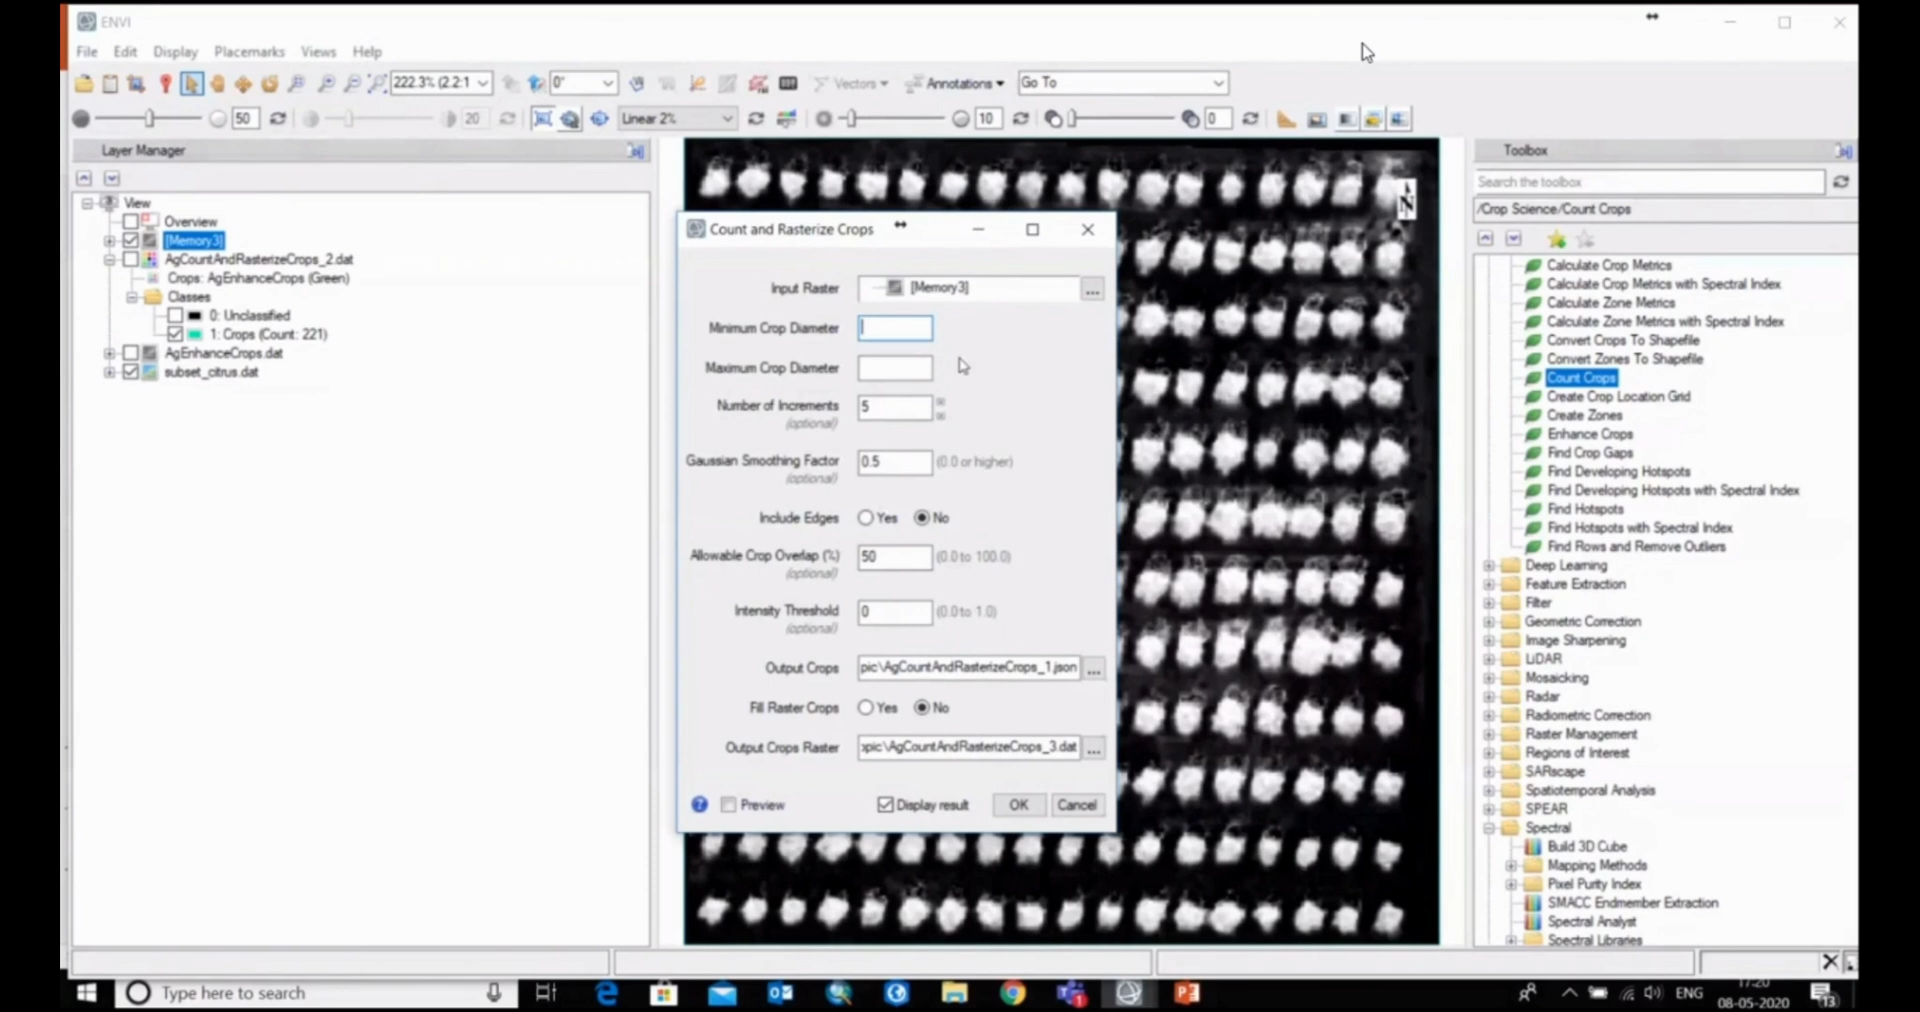 ENVI
File Edit Display Placemarks Views Help
222.3% (2.2:1 0° Vectors Annotations Go To
50 20 Linear 2% 10 0
Layer Manager
View
Overview
[Memory3]
AgCountAndRasterizeCrops_2.dat
Crops: AgEnhanceCrops (Green)
Classes
0: Unclassified
1: Crops (Count: 221)
AgEnhanceCrops.dat
subset_citrus.dat
N
Count and Rasterize Crops
Input Raster [Memory3] ...
Minimum Crop Diameter
Maximum Crop Diameter
Number of Increments 5
(optional)
Gaussian Smoothing Factor 0.5 (0.0 or higher)
(optional)
Include Edges Yes No
Allowable Crop Overlap (%) 50 (0.0 to 100.0)
(optional)
Intensity Threshold 0 (0.0 to 1.0)
(optional)
Output Crops pic\AgCountAndRasterizeCrops_1.json ...
Fill Raster Crops Yes No
Output Crops Raster opic\AgCountAndRasterizeCrops_3.dat ...
Preview Display result OK Cancel
Toolbox
Search the toolbox
/Crop Science/Count Crops
Calculate Crop Metrics
Calculate Crop Metrics with Spectral Index
Calculate Zone Metrics
Calculate Zone Metrics with Spectral Index
Convert Crops To Shapefile
Convert Zones To Shapefile
Count Crops
Create Crop Location Grid
Create Zones
Enhance Crops
Find Crop Gaps
Find Developing Hotspots
Find Developing Hotspots with Spectral Index
Find Hotspots
Find Hotspots with Spectral Index
Find Rows and Remove Outliers
Deep Learning
Feature Extraction
Filter
Geometric Correction
Image Sharpening
LiDAR
Mosaicking
Radar
Radiometric Correction
Raster Management
Regions of Interest
SARscape
Spatiotemporal Analysis
SPEAR
Spectral
Build 3D Cube
Mapping Methods
Pixel Purity Index
SMACC Endmember Extraction
Spectral Analyst
Spectral Libraries
Type here to search
ENG
17:20
08-05-2020
13